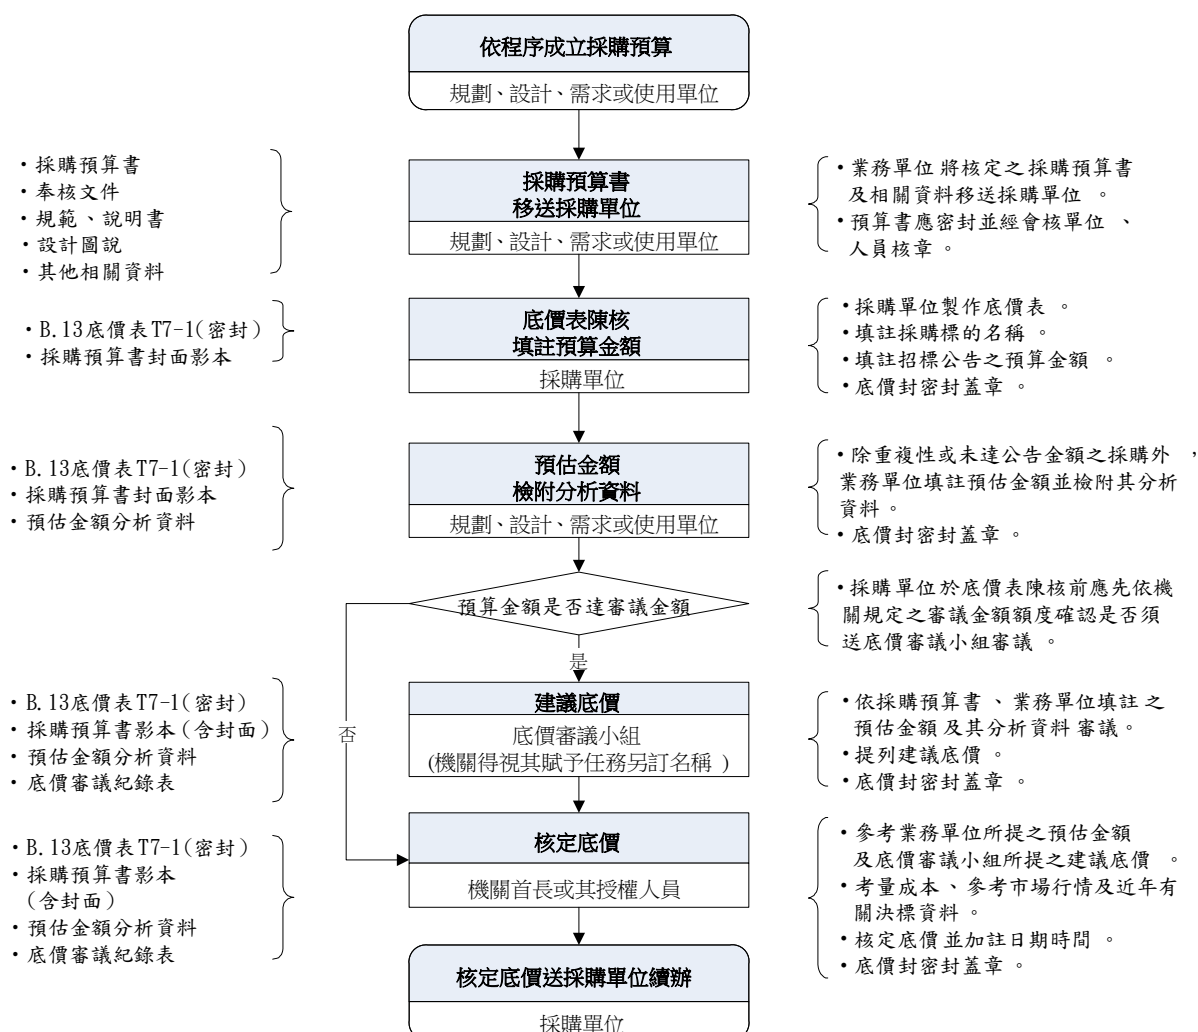 依程序成立採購預算
規劃、設計、需求或使用單位
・採購預算書
・奉核文件
・規範、說明書
・設計圖說
・其他相關資料
採購預算書
移送採購單位
規劃、設計、需求或使用單位
・業務單位將核定之採購預算書
及相關資料移送採購單位。
・預算書應密封並經會核單位、
人員核章。
・B.13底價表T7-1(密封)
・採購預算書封面影本
底價表陳核
填註預算金額
採購單位
・採購單位製作底價表。
・填註採購標的名稱。
・填註招標公告之預算金額。
・底價封密封蓋章。
・B.13底價表T7-1(密封)
・採購預算書封面影本
・預估金額分析資料
預估金額
檢附分析資料
規劃、設計、需求或使用單位
・除重複性或未達公告金額之採購外，
業務單位填註預估金額並檢附其分析
資料。
・底價封密封蓋章。
預算金額是否達審議金額
・採購單位於底價表陳核前應先依機
關規定之審議金額額度確認是否須
送底價審議小組審議。
是
否
・B.13底價表T7-1(密封)
・採購預算書影本(含封面)
・預估金額分析資料
・底價審議紀錄表
建議底價
底價審議小組
(機關得視其賦予任務另訂名稱)
・依採購預算書、業務單位填註之
預估金額及其分析資料審議。
・提列建議底價。
・底價封密封蓋章。
・B.13底價表T7-1(密封)
・採購預算書影本
(含封面)
・預估金額分析資料
・底價審議紀錄表
核定底價
機關首長或其授權人員
・參考業務單位所提之預估金額
及底價審議小組所提之建議底價。
・考量成本、參考市場行情及近年有
關決標資料。
・核定底價並加註日期時間。
・底價封密封蓋章。
核定底價送採購單位續辦
採購單位